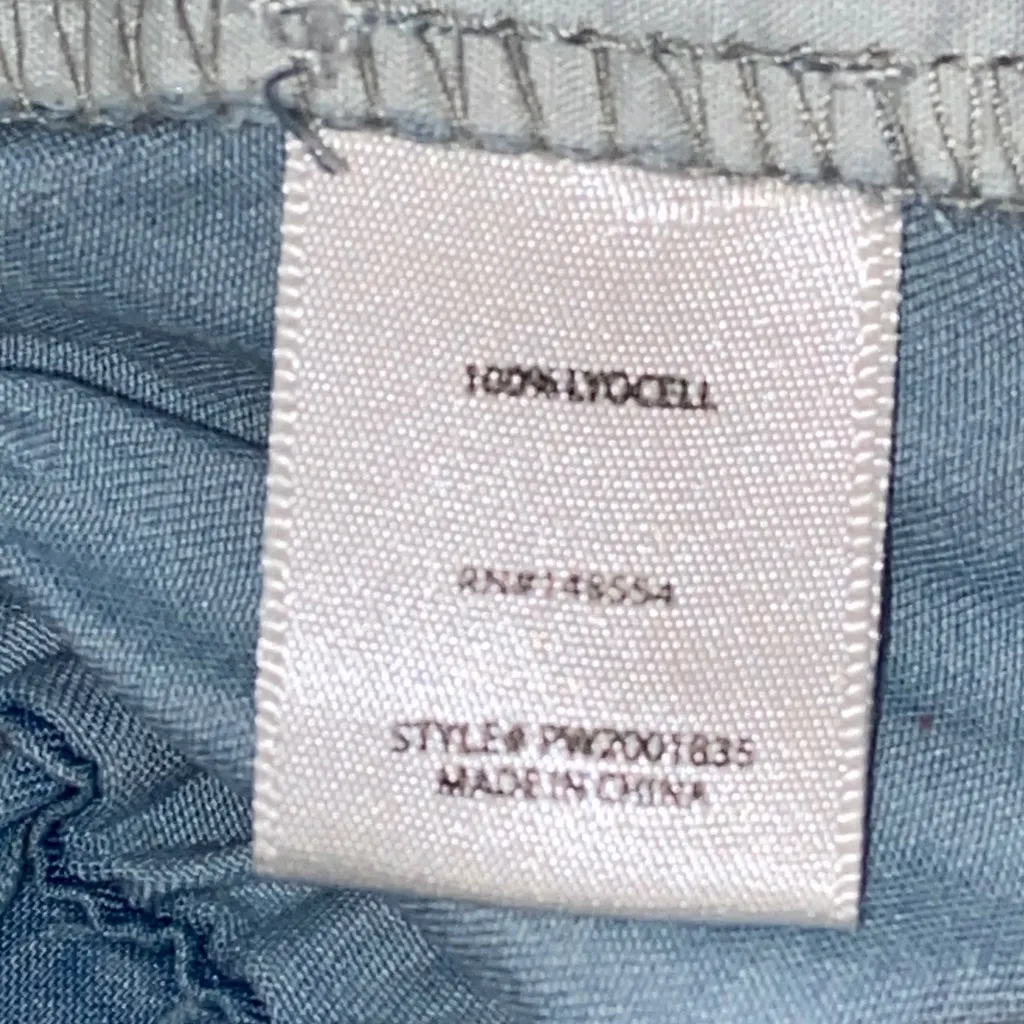 100% LYOCELL
RN#148554
STYLE# PW2001835
MADE IN CHINA